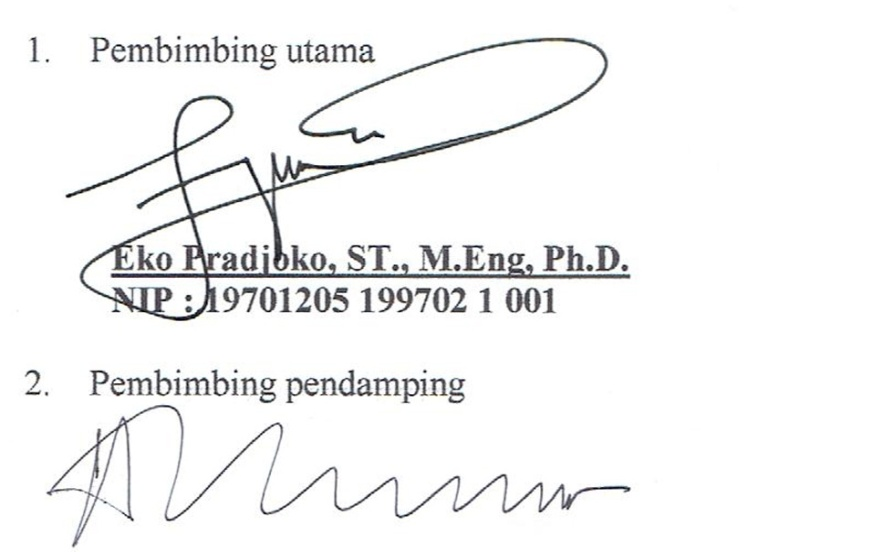 1. Pembimbing utama
Eko Pradjoko, ST., M.Eng, Ph.D.
NIP : 19701205 199702 1 001
2. Pembimbing pendamping